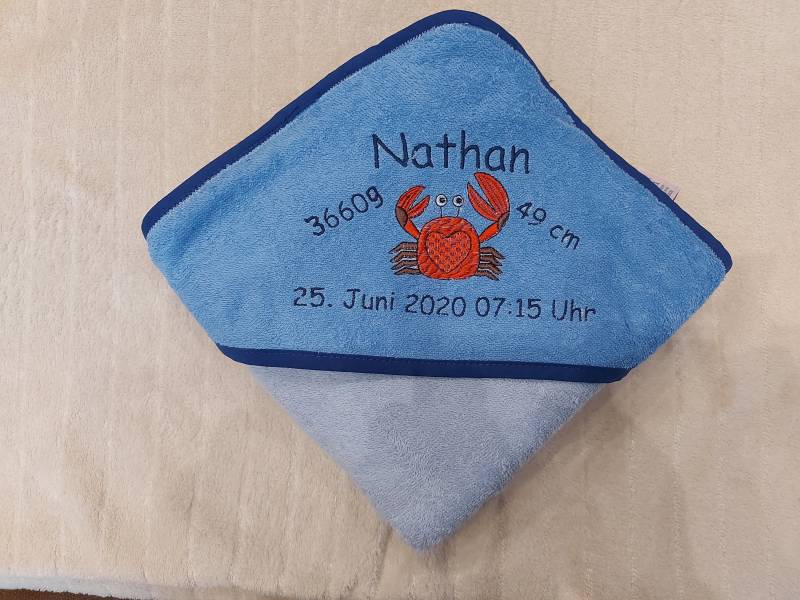 Nathan
3660g
49 cm
25. Juni 2020 07:15 Uhr